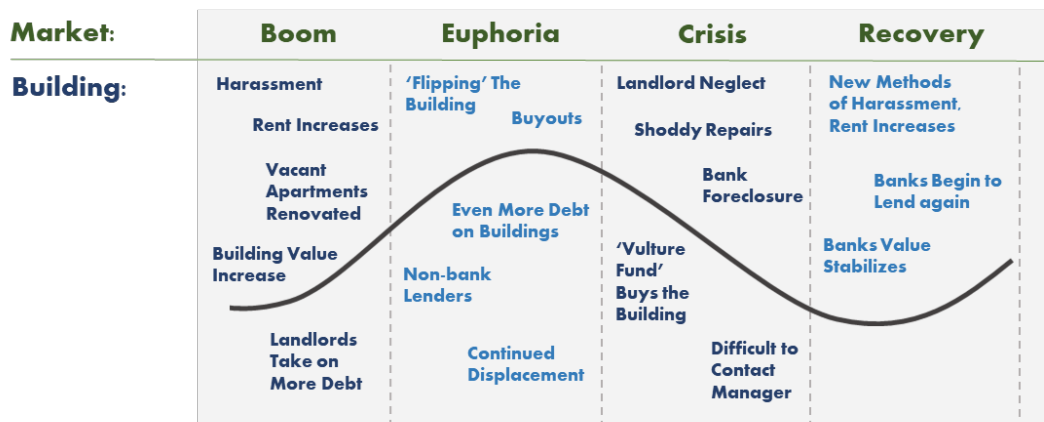 Market:
Boom
Euphoria
Crisis
Recovery
Building:
Harassment
Rent Increases
Vacant
Apartments
Renovated
Building Value
Increase
Landlords
Take on
More Debt
‘Flipping’ The
Building
Buyouts
Even More Debt
on Buildings
Non-bank
Lenders
Continued
Displacement
Landlord Neglect
Shoddy Repairs
Bank
Foreclosure
‘Vulture
Fund’
Buys the
Building
Difficult to
Contact
Manager
New Methods
of Harassment,
Rent Increases
Banks Begin to
Lend again
Banks Value
Stabilizes